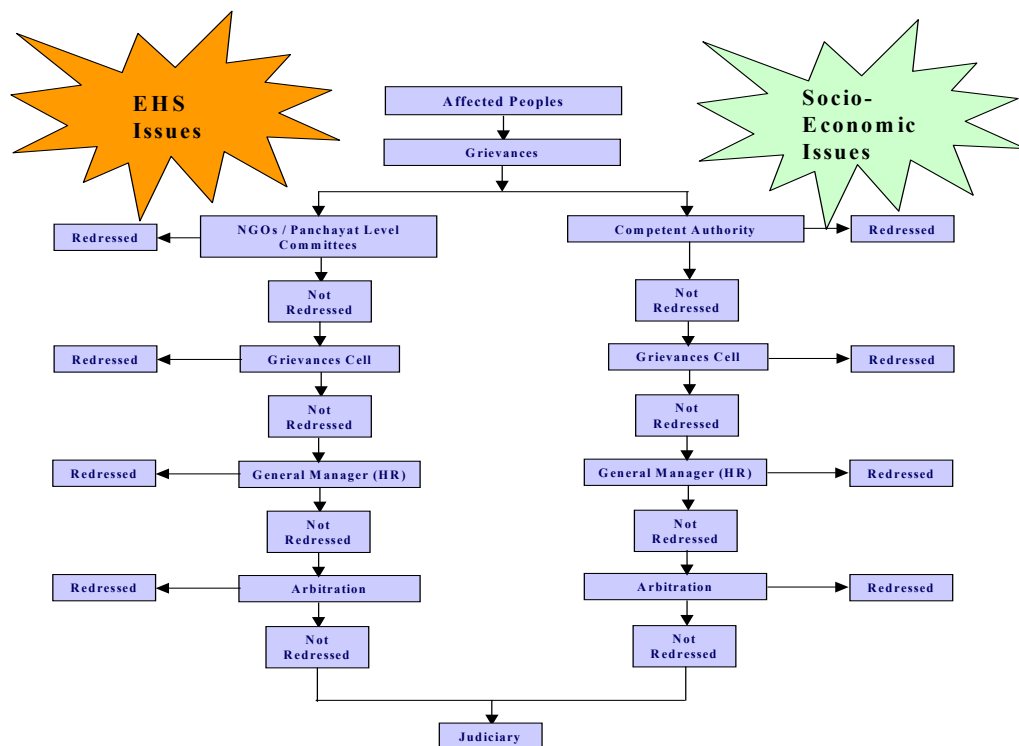 EHS
Issues
Socio-
Economic
Issues
Affected Peoples
Grievances
Redressed
NGOs / Panchayat Level
Committees
Competent Authority
Redressed
Not
Redressed
Not
Redressed
Redressed
Grievances Cell
Grievances Cell
Redressed
Not
Redressed
Not
Redressed
Redressed
General Manager (HR)
General Manager (HR)
Redressed
Not
Redressed
Not
Redressed
Redressed
Arbitration
Arbitration
Redressed
Not
Redressed
Not
Redressed
Judiciary